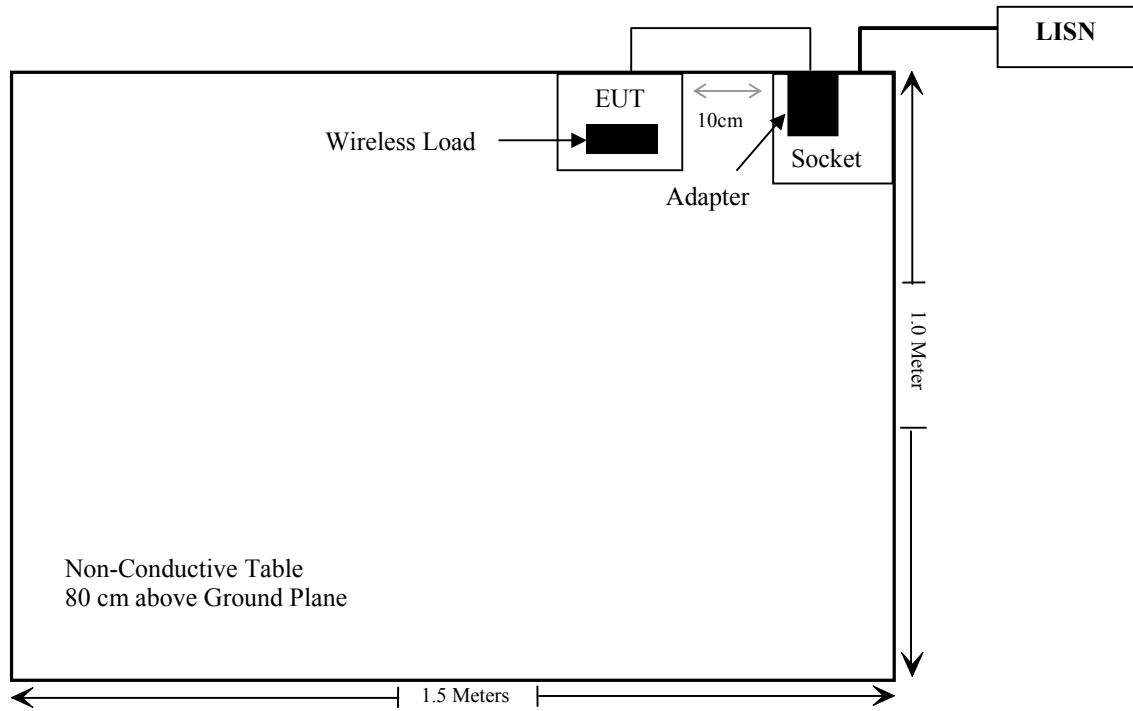 LISN
EUT
10cm
Wireless Load
Socket
Adapter
1.0 Meter
Non-Conductive Table
80 cm above Ground Plane
1.5 Meters